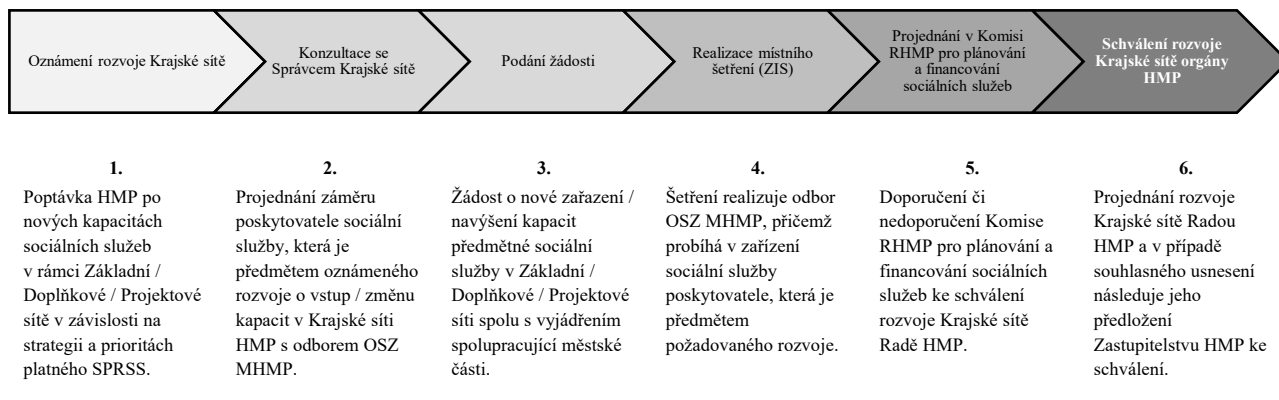 Oznámení rozvoje Krajské sítě
Konzultace se
Správcem Krajské sítě
Podání žádosti
Realizace místního
šetření (ZIS)
Projednání v Komisi
RHMP pro plánování
a financování
sociálních služeb
Schválení rozvoje
Krajské sítě orgány
HMP
1.
Poptávka HMP po
nových kapacitách
sociálních služeb
v rámci Základní /
Doplňkové / Projektové
sítě v závislosti na
strategii a prioritách
platného SPRSS.
2.
Projednání záměru
poskytovatele sociální
služby, která je
předmětem oznámeného
rozvoje o vstup / změnu
kapacit v Krajské síti
HMP s odborem OSZ
MHMP.
3.
Žádost o nové zařazení /
navýšení kapacit
předmětné sociální
služby v Základní /
Doplňkové / Projektové
síti spolu s vyjádřením
spolupracující městské
části.
4.
Šetření realizuje odbor
OSZ MHMP, přičemž
probíhá v zařízení
sociální služby
poskytovatele, která je
předmětem
požadovaného rozvoje.
5.
Doporučení či
nedoporučení Komise
RHMP pro plánování a
financování sociálních
služeb ke schválení
rozvoje Krajské sítě
Radě HMP.
6.
Projednání rozvoje
Krajské sítě Radou
HMP a v případě
souhlasného usnesení
následuje jeho
předložení
Zastupitelstvu HMP ke
schválení.